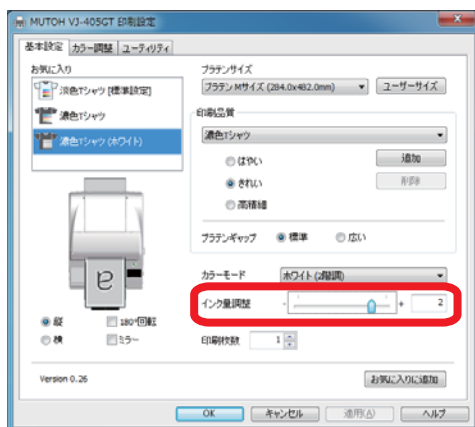 MUTOH VJ-405GT 印刷設定
基本設定 カラー調整 ユーティリティ
お気に入り
淡色Tシャツ [標準設定]
濃色Tシャツ
濃色Tシャツ (ホワイト)
プラテンサイズ
プラテン Mサイズ (284.0x482.0mm)
ユーザーサイズ
印刷品質
濃色Tシャツ
はやい
追加
きれい
削除
高精細
プラテンギャップ 標準 広い
a
カラーモード ホワイト (2階調)
インク量調整 - + 2
縦 180°回転
横 ミラー
印刷枚数 1
Version 0.26
お気に入りに追加
OK キャンセル 適用(A) ヘルプ